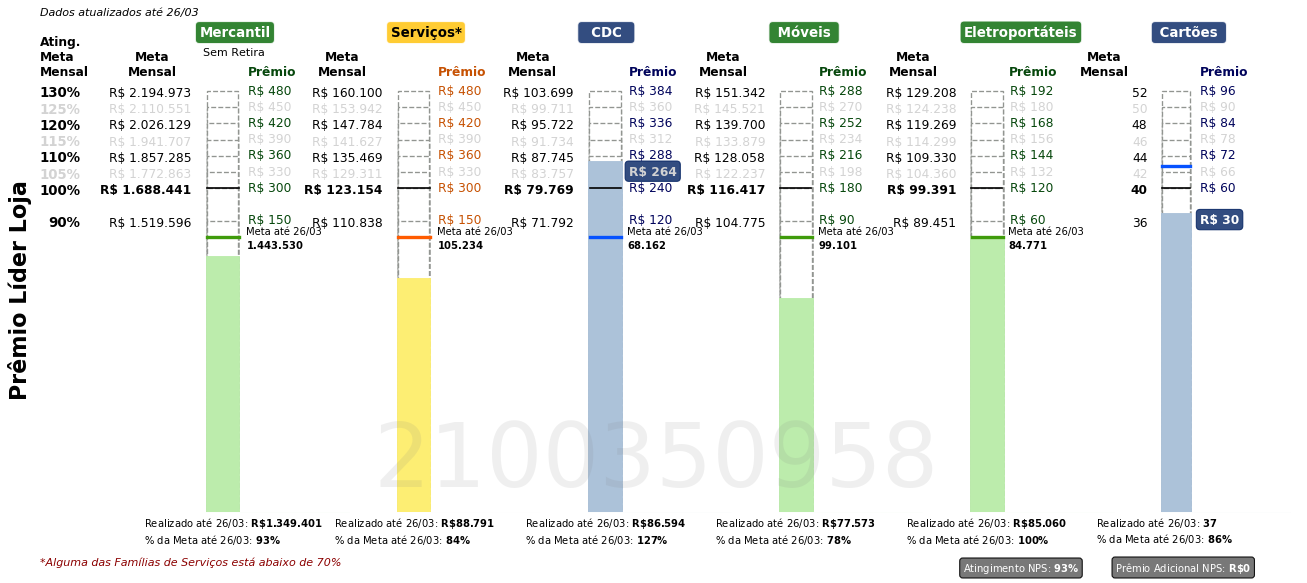 Dados atualizados até 26/03
Mercantil Serviços* CDC Móveis Eletroportáteis Cartões
Sem Retira
Ating. Meta Mensal Meta Mensal Prêmio Meta Mensal Prêmio Meta Mensal Prêmio Meta Mensal Prêmio Meta Mensal Prêmio Meta Mensal Prêmio
130% R$ 2.194.973 R$ 480 R$ 160.100 R$ 480 R$ 103.699 R$ 384 R$ 151.342 R$ 288 R$ 129.208 R$ 192 52 R$ 96
125% R$ 2.110.551 R$ 450 R$ 153.942 R$ 450 R$ 99.711 R$ 360 R$ 145.521 R$ 270 R$ 124.238 R$ 180 50 R$ 90
120% R$ 2.026.129 R$ 420 R$ 147.784 R$ 420 R$ 95.722 R$ 336 R$ 139.700 R$ 252 R$ 119.269 R$ 168 48 R$ 84
115% R$ 1.941.707 R$ 390 R$ 141.627 R$ 390 R$ 91.734 R$ 312 R$ 133.879 R$ 234 R$ 114.299 R$ 156 46 R$ 78
110% R$ 1.857.285 R$ 360 R$ 135.469 R$ 360 R$ 87.745 R$ 288 R$ 128.058 R$ 216 R$ 109.330 R$ 144 44 R$ 72
105% R$ 1.772.863 R$ 330 R$ 129.311 R$ 330 R$ 83.757 R$ 264 R$ 122.237 R$ 198 R$ 104.360 R$ 132 42 R$ 66
100% R$ 1.688.441 R$ 300 R$ 123.154 R$ 300 R$ 79.769 R$ 240 R$ 116.417 R$ 180 R$ 99.391 R$ 120 40 R$ 60
90% R$ 1.519.596 R$ 150 R$ 110.838 R$ 150 R$ 71.792 R$ 120 R$ 104.775 R$ 90 R$ 89.451 R$ 60 36 R$ 30
Meta até 26/03 Meta até 26/03 Meta até 26/03 Meta até 26/03 Meta até 26/03
1.443.530 105.234 68.162 99.101 84.771
Prêmio Líder Loja
2100350958
Realizado até 26/03: R$1.349.401 Realizado até 26/03: R$88.791 Realizado até 26/03: R$86.594 Realizado até 26/03: R$77.573 Realizado até 26/03: R$85.060 Realizado até 26/03: 37
% da Meta até 26/03: 93% % da Meta até 26/03: 84% % da Meta até 26/03: 127% % da Meta até 26/03: 78% % da Meta até 26/03: 100% % da Meta até 26/03: 86%
*Alguma das Famílias de Serviços está abaixo de 70% Atingimento NPS: 93% Prêmio Adicional NPS: R$0